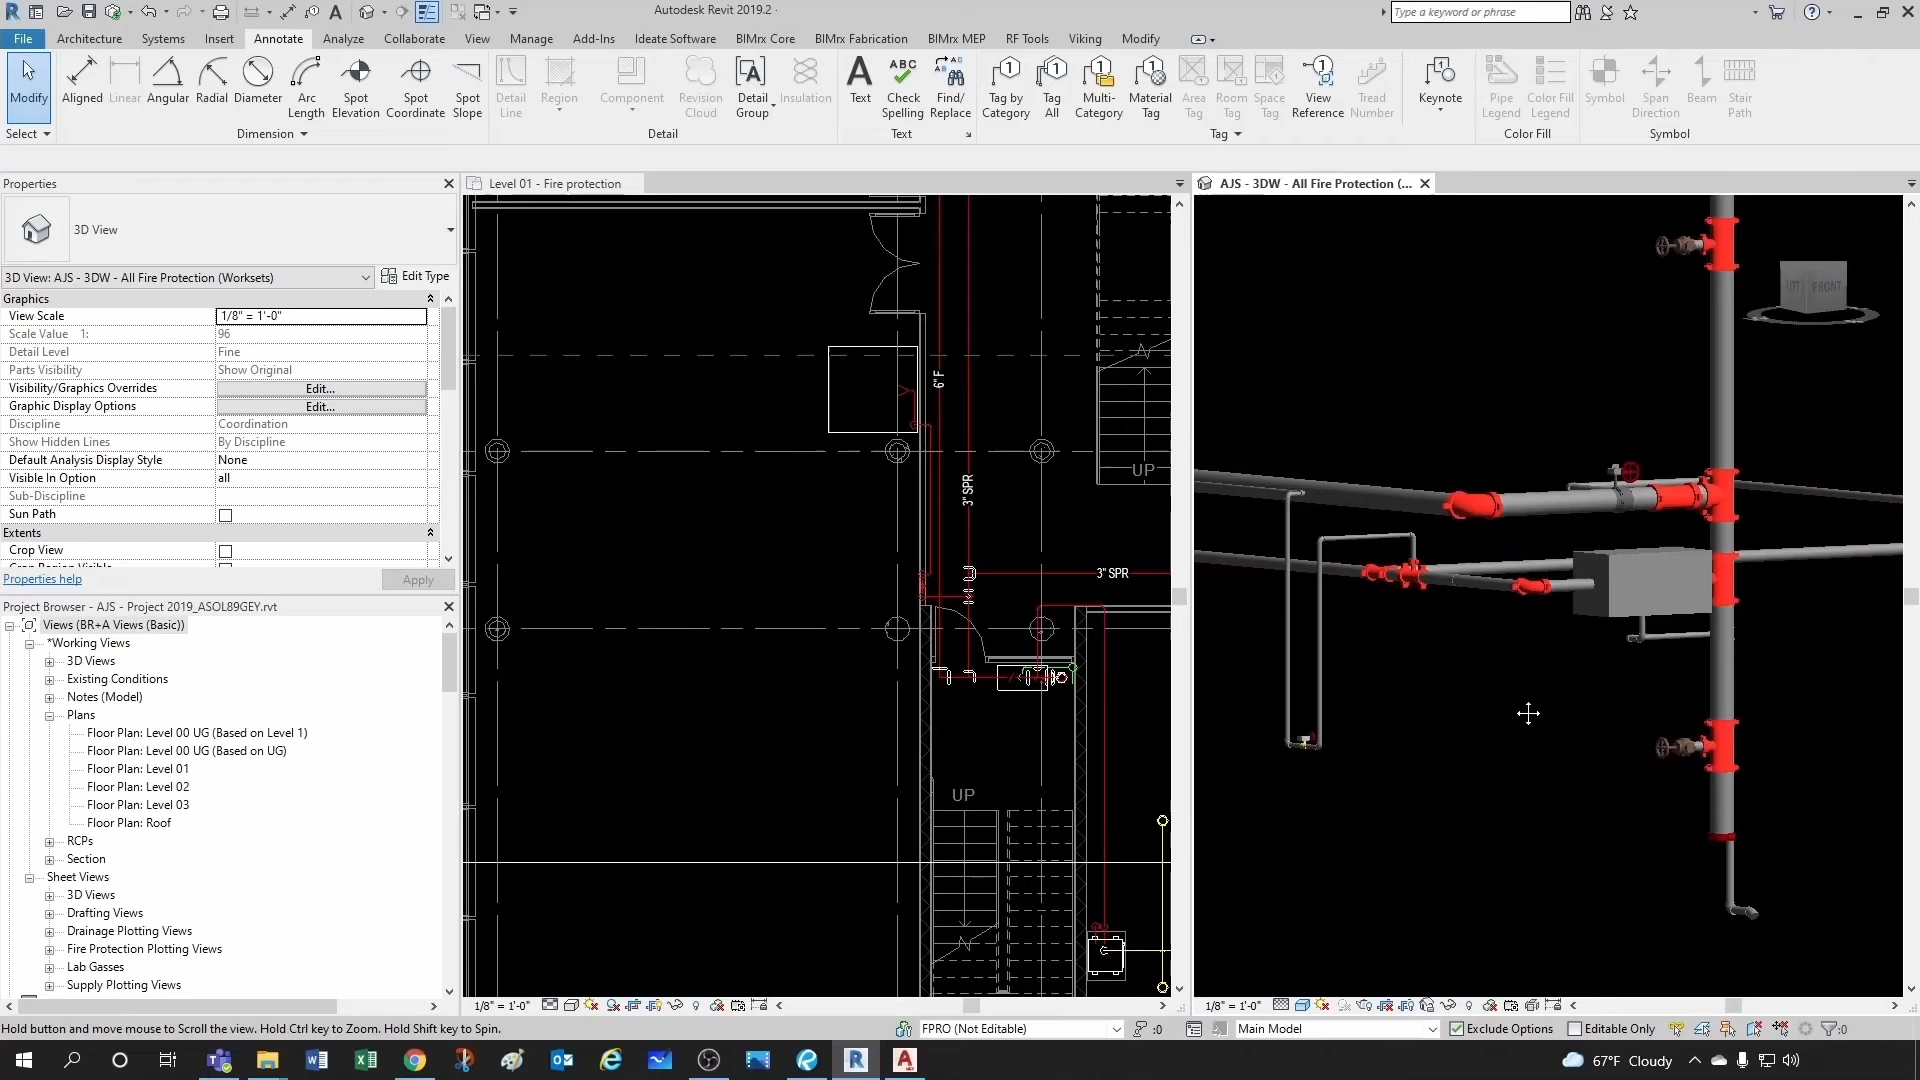 Autodesk Revit 2019.2 -
Type a keyword or phrase
File Architecture Systems Insert Annotate Analyze Collaborate View Manage Add-Ins Ideate Software BIMrx Core BIMrx Fabrication BIMrx MEP RF Tools Viking Modify
Modify Aligned Linear Angular Radial Diameter Arc Length Spot Elevation Spot Coordinate Spot Slope Detail Line Region Component Revision Cloud Detail Group Insulation Text Check Spelling Find/ Replace Tag by Category Tag All Multi- Category Material Tag Area Tag Room Tag Space Tag View Reference Tread Number Keynote Pipe Legend Color Fill Legend Symbol Span Direction Beam Stair Path
Select Dimension Detail Text Tag Color Fill Symbol
Properties
3D View
3D View: AJS - 3DW - All Fire Protection (Worksets) Edit Type
Graphics
View Scale 1/8" = 1'-0"
Scale Value 1: 96
Detail Level Fine
Parts Visibility Show Original
Visibility/Graphics Overrides Edit...
Graphic Display Options Edit...
Discipline Coordination
Show Hidden Lines By Discipline
Default Analysis Display Style None
Visible In Option all
Sub-Discipline
Sun Path
Extents
Crop View
Properties help Apply
Project Browser - AJS - Project 2019_ASOL89GEY.rvt
Views (BR+A Views (Basic))
*Working Views
3D Views
Existing Conditions
Notes (Model)
Plans
Floor Plan: Level 00 UG (Based on Level 1)
Floor Plan: Level 00 UG (Based on UG)
Floor Plan: Level 01
Floor Plan: Level 02
Floor Plan: Level 03
Floor Plan: Roof
RCPs
Section
Sheet Views
3D Views
Drafting Views
Drainage Plotting Views
Fire Protection Plotting Views
Lab Gasses
Supply Plotting Views
Level 01 - Fire protection
6"F
3" SPR
UP
3" SPR
UP
1/8" = 1'-0"
AJS - 3DW - All Fire Protection (...
LEFT FRONT
1/8" = 1'-0"
Hold button and move mouse to Scroll the view. Hold Ctrl key to Zoom. Hold Shift key to Spin.
FPRO (Not Editable) :0 Main Model Exclude Options Editable Only :0
67°F Cloudy